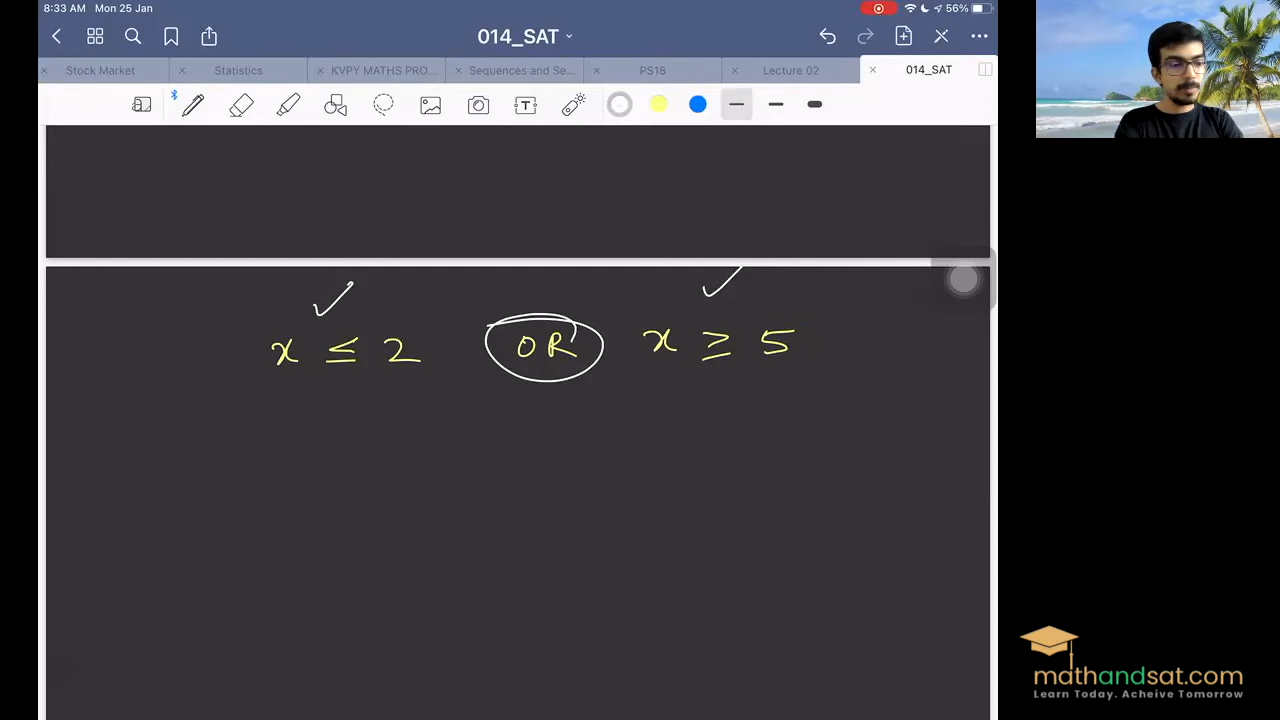 8:33 AM Mon 25 Jan
56%
014_SAT
Stock Market
Statistics
KVPY MATHS PRO...
Sequences and Se...
PS18
Lecture 02
014_SAT
T
x ≤ 2 OR x ≥ 5
mathandsat.com
Learn Today. Acheive Tomorrow